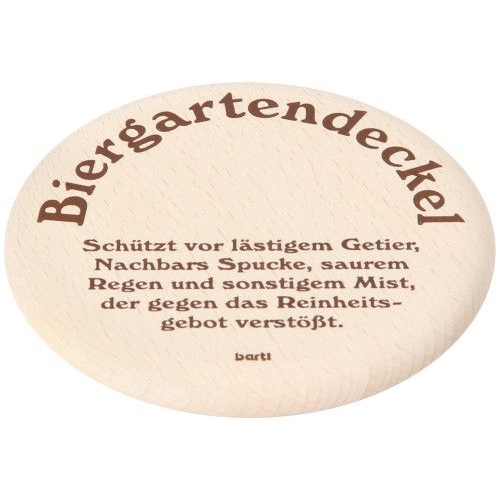 Biergartendeckel
Schützt vor lästigem Getier,
Nachbars Spucke, saurem
Regen und sonstigem Mist,
der gegen das Reinheits-
gebot verstößt.
bartl